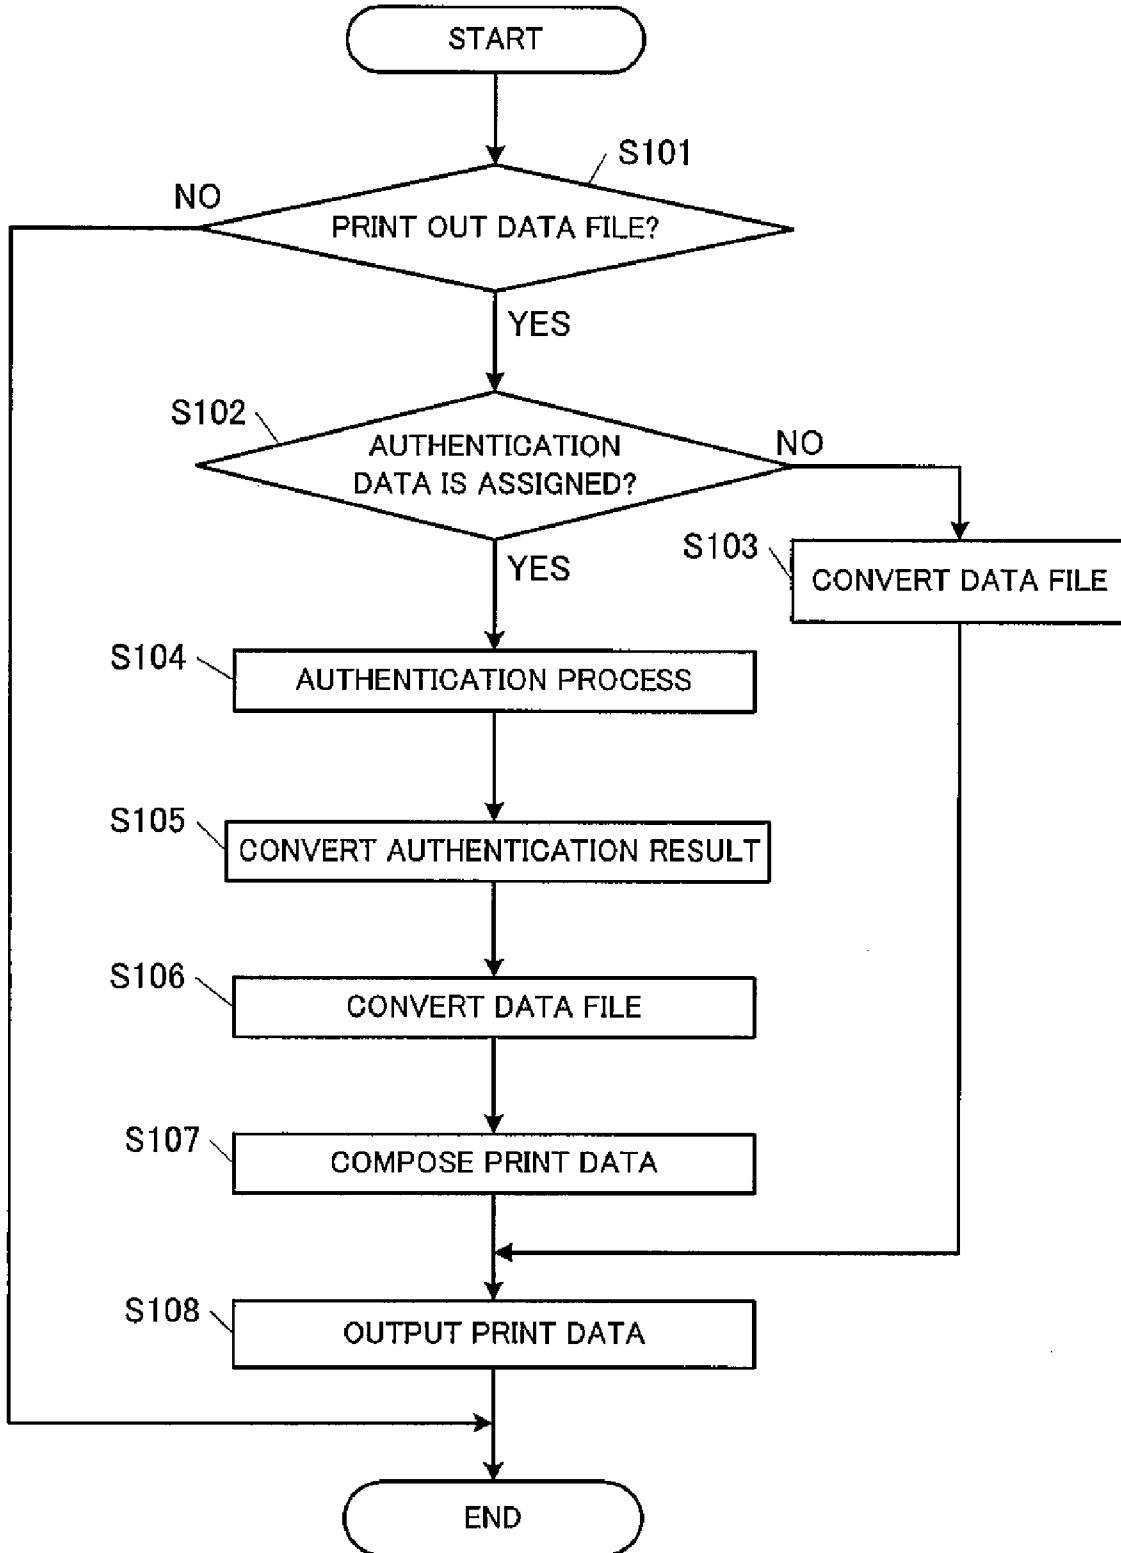 START
S101
NO
PRINT OUT DATA FILE?
YES
S102
AUTHENTICATION
DATA IS ASSIGNED?
NO
YES
S103
CONVERT DATA FILE
S104
AUTHENTICATION PROCESS
S105
CONVERT AUTHENTICATION RESULT
S106
CONVERT DATA FILE
S107
COMPOSE PRINT DATA
S108
OUTPUT PRINT DATA
END